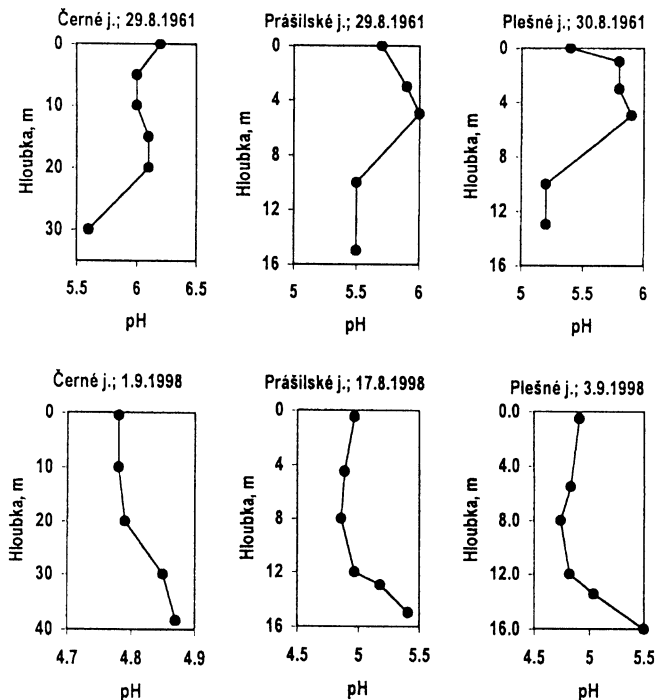 Černé j.; 29.8.1961
0
10
20
30
Hloubka, m
5.5 6 6.5
pH
Prášilské j.; 29.8.1961
0
4
8
12
16
Hloubka, m
5 5.5 6
pH
Plešné j.; 30.8.1961
0
4
8
12
16
Hloubka, m
5 5.5 6
pH
Černé j.; 1.9.1998
0
10
20
30
40
Hloubka, m
4.7 4.8 4.9
pH
Prášilské j.; 17.8.1998
0
4
8
12
16
Hloubka, m
4.5 5 5.5
pH
Plešné j.; 3.9.1998
0.0
4.0
8.0
12.0
16.0
Hloubka, m
4.5 5 5.5
pH